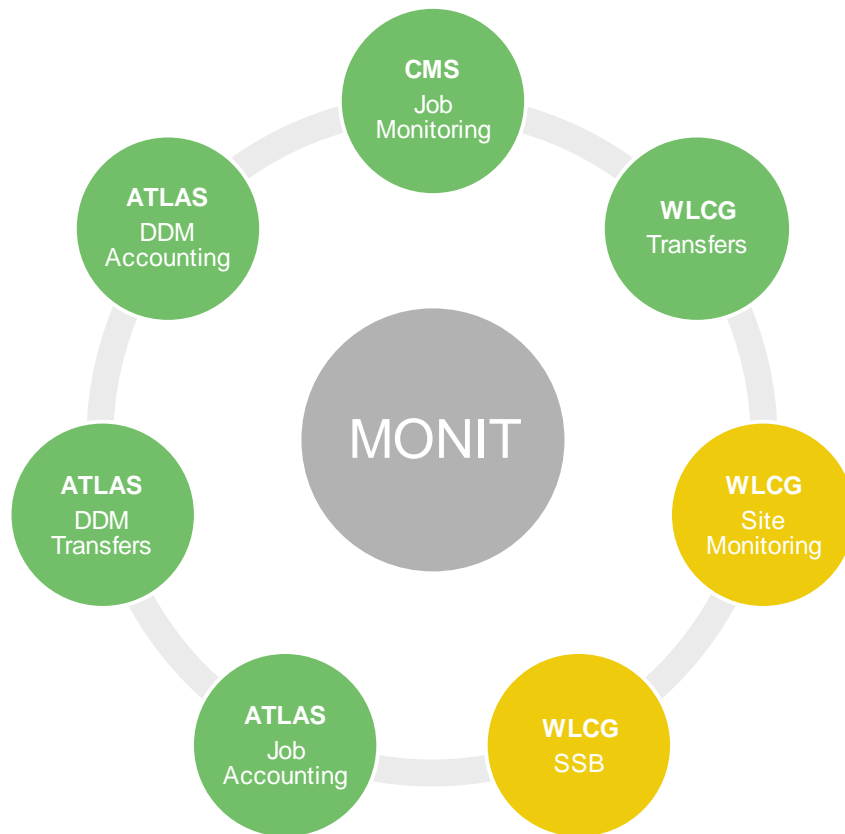 CMS
Job
Monitoring
ATLAS
DDM
Accounting
WLCG
Transfers
MONIT
ATLAS
DDM
Transfers
WLCG
Site
Monitoring
ATLAS
Job
Accounting
WLCG
SSB